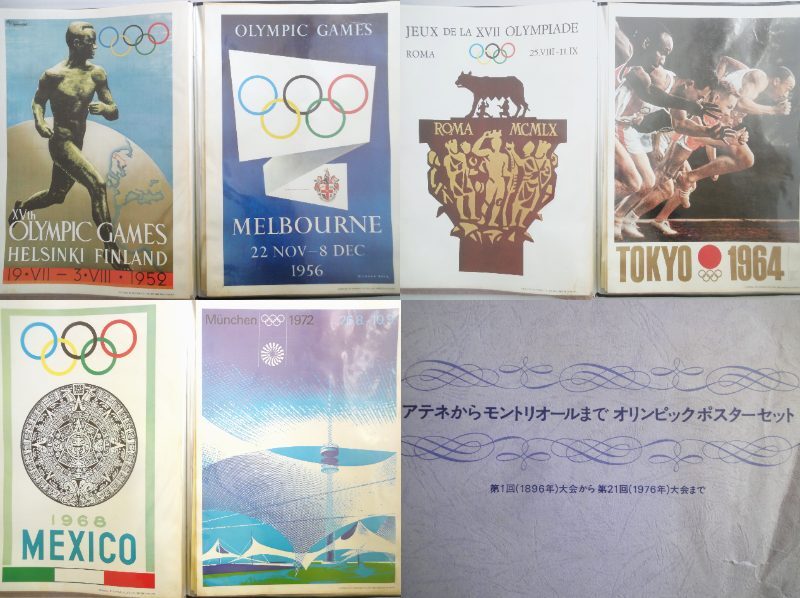 XVth
OLYMPIC GAMES
HELSINKI FINLAND
19·VII – 3·VIII·1952
OLYMPIC GAMES
MELBOURNE
22 NOV–8 DEC
1956
JEUX DE LA XVII OLYMPIADE
ROMA 25.VIII-11.IX
ROMA MCMLX
TOKYO 1964
1968
MEXICO
München 1972 26.8.-10.9
アテネからモントリオールまで オリンピックポスターセット
第1回(1896年)大会から第21回(1976年)大会まで